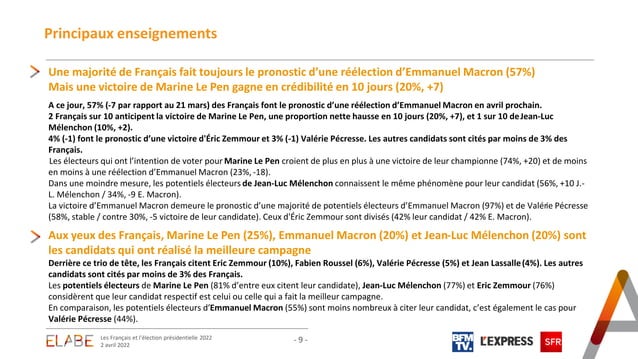 Principaux enseignements
Une majorité de Français fait toujours le pronostic d’une réélection d’Emmanuel Macron (57%)
Mais une victoire de Marine Le Pen gagne en crédibilité en 10 jours (20%, +7)
A ce jour, 57% (-7 par rapport au 21 mars) des Français font le pronostic d’une réélection d’Emmanuel Macron en avril prochain.
2 Français sur 10 anticipent la victoire de Marine Le Pen, une proportion nette hausse en 10 jours (20%, +7), et 1 sur 10 deJean-Luc
Mélenchon (10%, +2).
4% (-1) font le pronostic d’une victoire d'Éric Zemmour et 3% (-1) Valérie Pécresse. Les autres candidats sont cités par moins de 3% des
Français.
Les électeurs qui ont l’intention de voter pour Marine Le Pen croient de plus en plus à une victoire de leur championne (74%, +20) et de moins
en moins à une réélection d’Emmanuel Macron (23%, -18).
Dans une moindre mesure, les potentiels électeurs de Jean-Luc Mélenchon connaissent le même phénomène pour leur candidat (56%, +10 J.-
L. Mélenchon / 34%, -9 E. Macron).
La victoire d’Emmanuel Macron demeure le pronostic d’une majorité de potentiels électeurs d’Emmanuel Macron (97%) et de Valérie Pécresse
(58%, stable / contre 30%, -5 victoire de leur candidate). Ceux d'Éric Zemmour sont divisés (42% leur candidat / 42% E. Macron).
Aux yeux des Français, Marine Le Pen (25%), Emmanuel Macron (20%) et Jean-Luc Mélenchon (20%) sont
les candidats qui ont réalisé la meilleure campagne
Derrière ce trio de tête, les Français citent Eric Zemmour (10%), Fabien Roussel (6%), Valérie Pécresse (5%) et Jean Lassalle (4%). Les autres
candidats sont cités par moins de 3% des Français.
Les potentiels électeurs de Marine Le Pen (81% d’entre eux citent leur candidate), Jean-Luc Mélenchon (77%) et Eric Zemmour (76%)
considèrent que leur candidat respectif est celui ou celle qui a fait la meilleure campagne.
En comparaison, les potentiels électeurs d’Emmanuel Macron (55%) sont moins nombreux à citer leur candidat, c’est également le cas pour
Valérie Pécresse (44%).
ELABE
Les Français et l'élection présidentielle 2022
2 avril 2022
- 9 -
BFM
TV.
L'EXPRESS
SFR